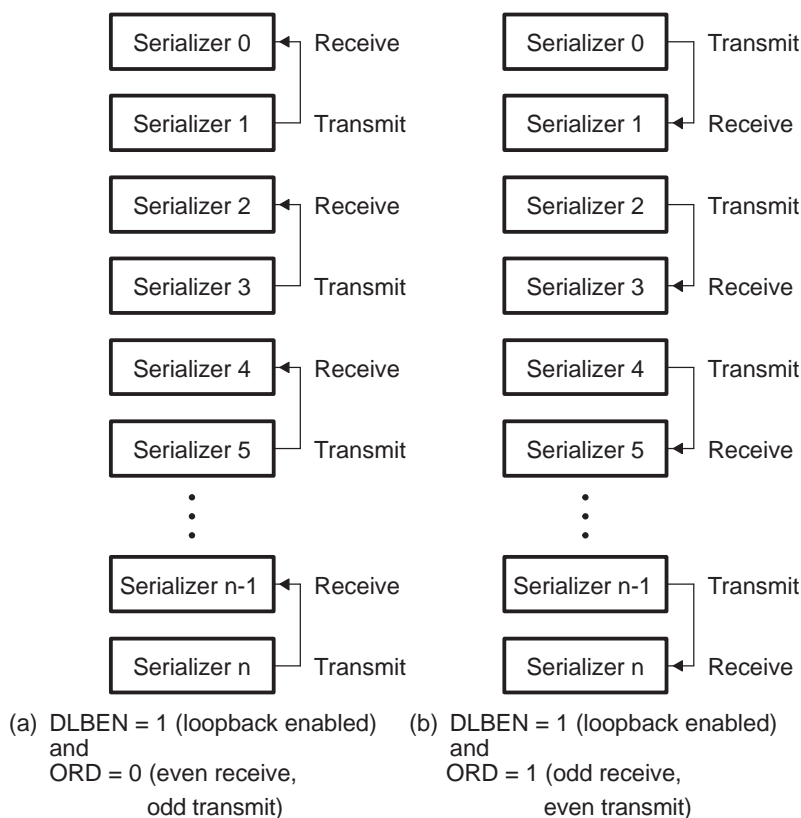 Serializer 0 Receive
Serializer 1 Transmit
Serializer 2 Receive
Serializer 3 Transmit
Serializer 4 Receive
Serializer 5 Transmit
Serializer n-1 Receive
Serializer n Transmit
(a) DLBEN = 1 (loopback enabled)
and
ORD = 0 (even receive,
odd transmit)
Serializer 0 Transmit
Serializer 1 Receive
Serializer 2 Transmit
Serializer 3 Receive
Serializer 4 Transmit
Serializer 5 Receive
Serializer n-1 Transmit
Serializer n Receive
(b) DLBEN = 1 (loopback enabled)
and
ORD = 1 (odd receive,
even transmit)